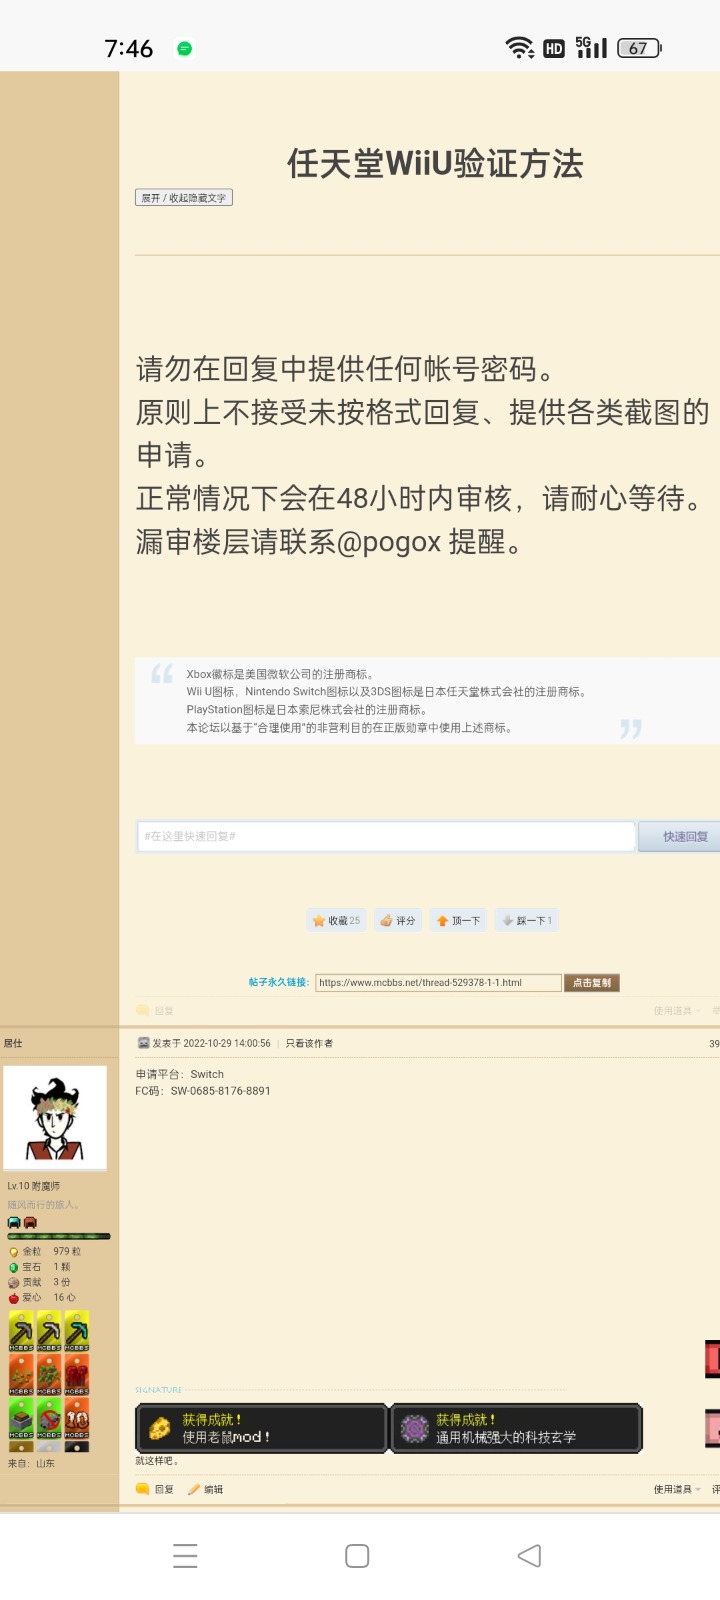 7:46
HD
5G
67
任天堂WiiU验证方法
展开 / 收起隐藏文字
请勿在回复中提供任何帐号密码。
原则上不接受未按格式回复、提供各类截图的
申请。
正常情况下会在48小时内审核，请耐心等待。
漏审楼层请联系@pogox 提醒。
Xbox徽标是美国微软公司的注册商标。
Wii U图标，Nintendo Switch图标以及3DS图标是日本任天堂株式会社的注册商标。
PlayStation图标是日本索尼株式会社的注册商标。
本论坛以基于“合理使用”的非营利目的在正版勋章中使用上述商标。
#在这里快速回复#
快速回复
收藏 25
评分
顶一下
踩一下 1
帖子永久链接：
https://www.mcbbs.net/thread-529378-1-1.html
点击复制
回复
使用道具
居仕
发表于 2022-10-29 14:00:56
只看该作者
39
申请平台：Switch
FC码：SW-0685-8176-8891
Lv.10 附魔师
随风而行的旅人。
金粒 979 粒
宝石 1 颗
贡献 3 份
爱心 16 心
MCBBS MCBBS MCBBS
MCBBS MCBBS MCBBS
MCBBS MCBBS MCBBS
来自：山东
SIGNATURE
获得成就！
使用老鼠mod！
获得成就！
通用机械强大的科技玄学
就这样吧。
回复
编辑
使用道具
评